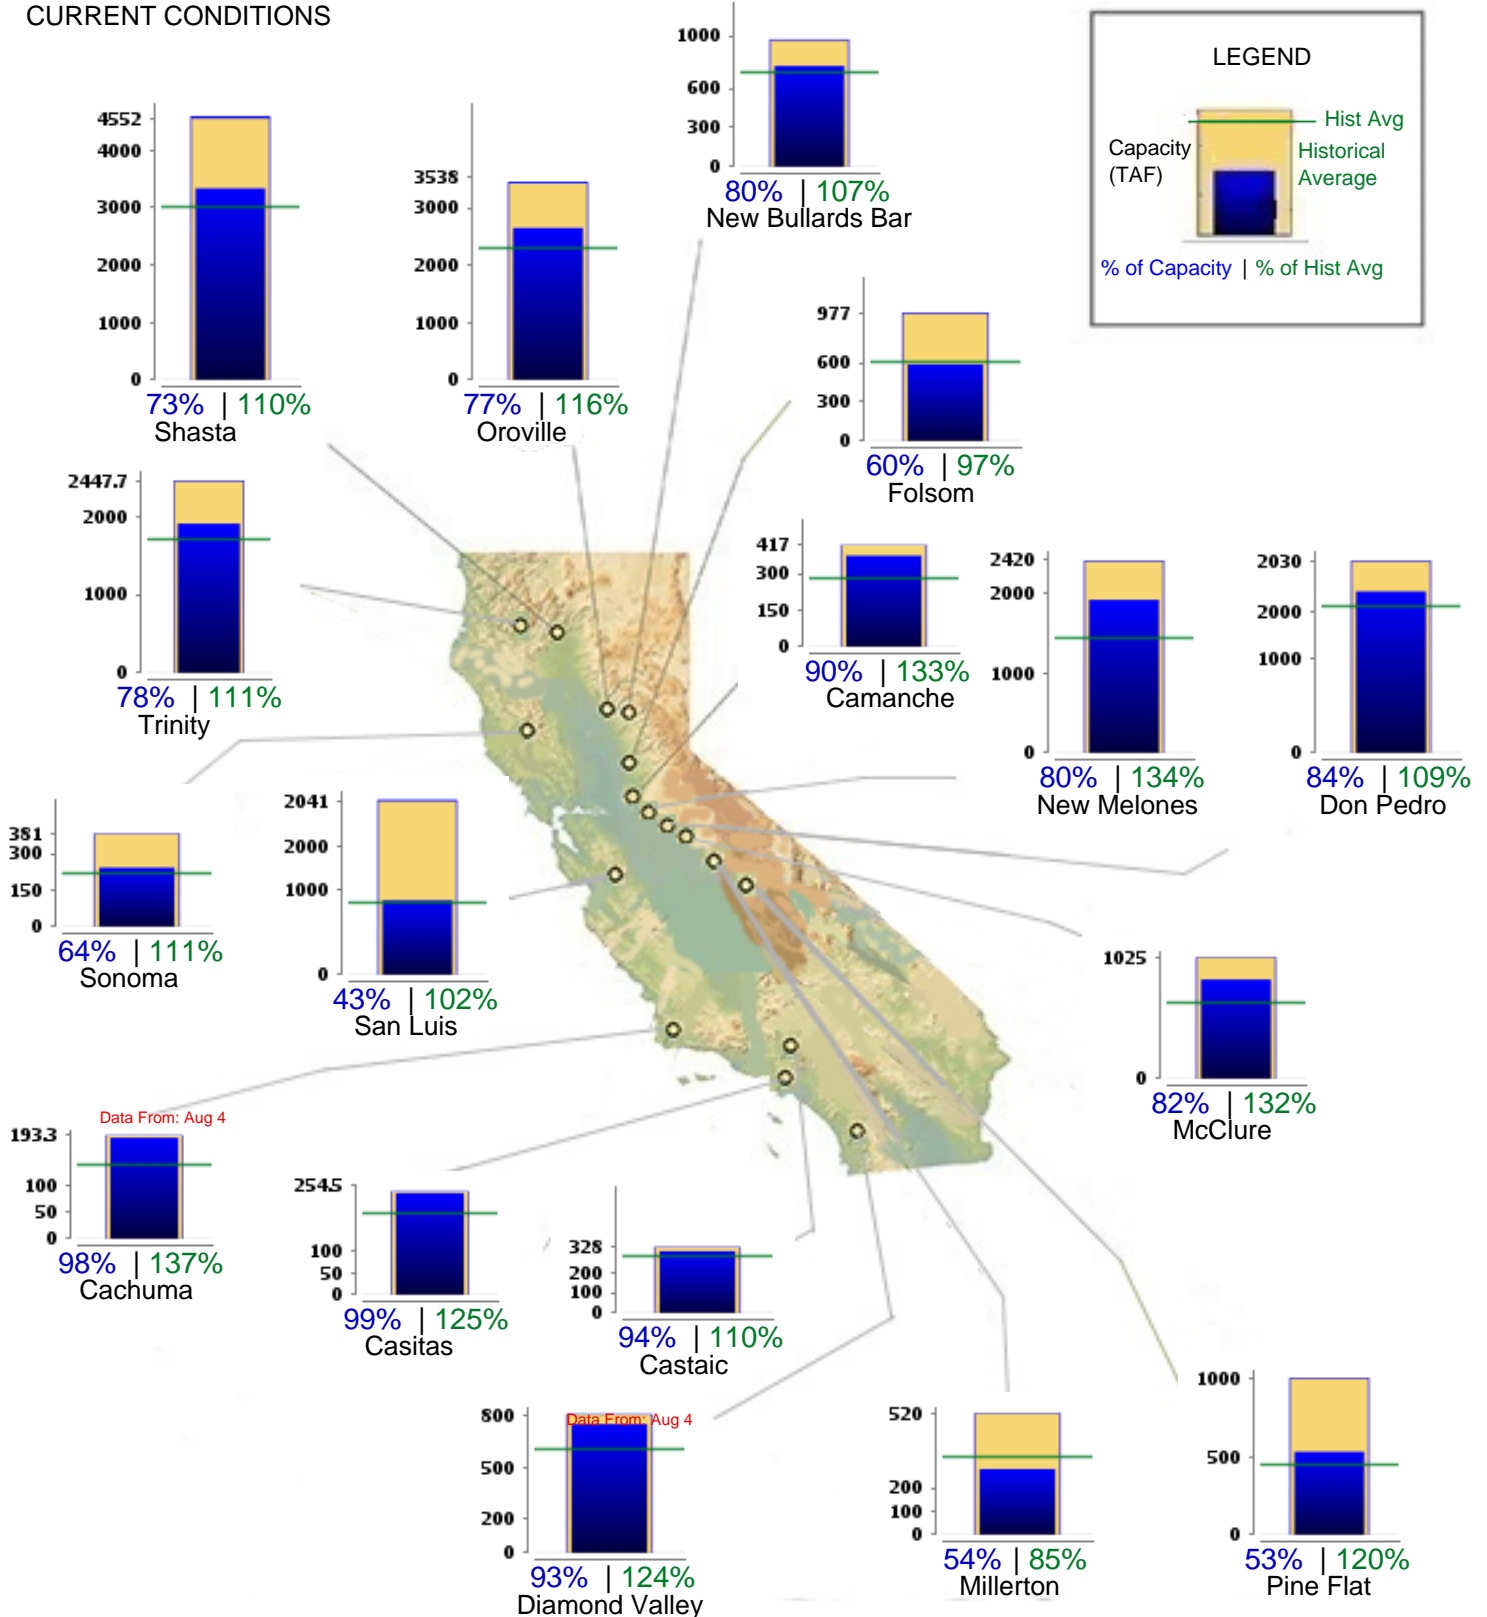 CURRENT CONDITIONS
1000
600
300
0
80% | 107%
New Bullards Bar
LEGEND
Hist Avg
Capacity
(TAF)
Historical
Average
% of Capacity | % of Hist Avg
4552
4000
3000
2000
1000
0
73% | 110%
Shasta
3538
3000
2000
1000
0
77% | 116%
Oroville
977
600
300
0
60% | 97%
Folsom
2447.7
2000
1000
0
78% | 111%
Trinity
417
300
150
0
90% | 133%
Camanche
2420
2000
1000
0
80% | 134%
New Melones
2030
2000
1000
0
84% | 109%
Don Pedro
381
300
150
0
64% | 111%
Sonoma
2041
2000
1000
0
43% | 102%
San Luis
1025
0
82% | 132%
McClure
Data From: Aug 4
193.3
100
50
0
98% | 137%
Cachuma
254.5
100
50
0
99% | 125%
Casitas
328
200
100
0
94% | 110%
Castaic
800
Data From: Aug 4
500
200
0
93% | 124%
Diamond Valley
520
200
100
0
54% | 85%
Millerton
1000
500
0
53% | 120%
Pine Flat